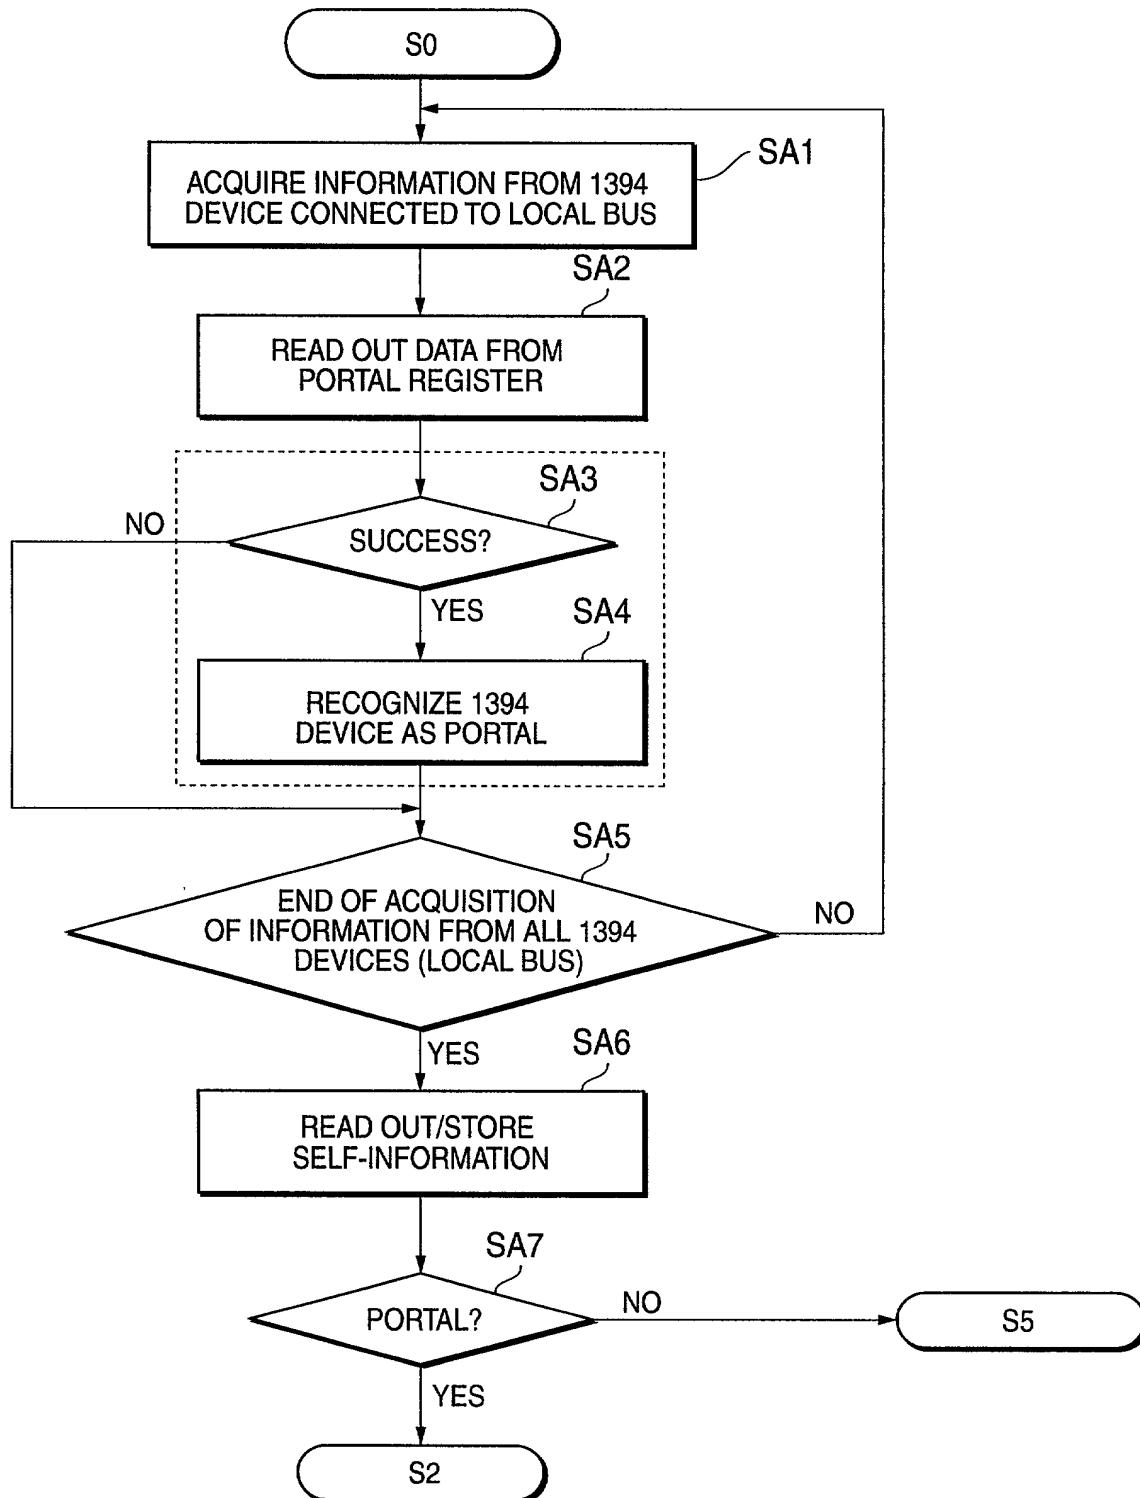 S0
SA1
ACQUIRE INFORMATION FROM 1394
DEVICE CONNECTED TO LOCAL BUS
SA2
READ OUT DATA FROM
PORTAL REGISTER
SA3
NO
SUCCESS?
YES
SA4
RECOGNIZE 1394
DEVICE AS PORTAL
SA5
END OF ACQUISITION
OF INFORMATION FROM ALL 1394
DEVICES (LOCAL BUS)
NO
YES
SA6
READ OUT/STORE
SELF-INFORMATION
SA7
PORTAL?
NO
S5
YES
S2